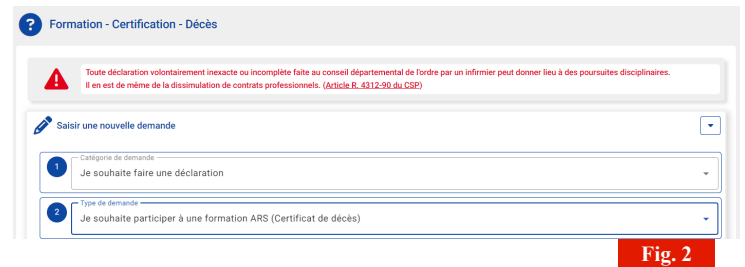 ?
Formation - Certification - Décès
Toute déclaration volontairement inexacte ou incomplète faite au conseil départemental de l'ordre par un infirmier peut donner lieu à des poursuites disciplinaires.
Il en est de même de la dissimulation de contrats professionnels. (Article R. 4312-90 du CSP)
Saisir une nouvelle demande
1
Catégorie de demande
Je souhaite faire une déclaration
2
Type de demande
Je souhaite participer à une formation ARS (Certificat de décès)
Fig. 2